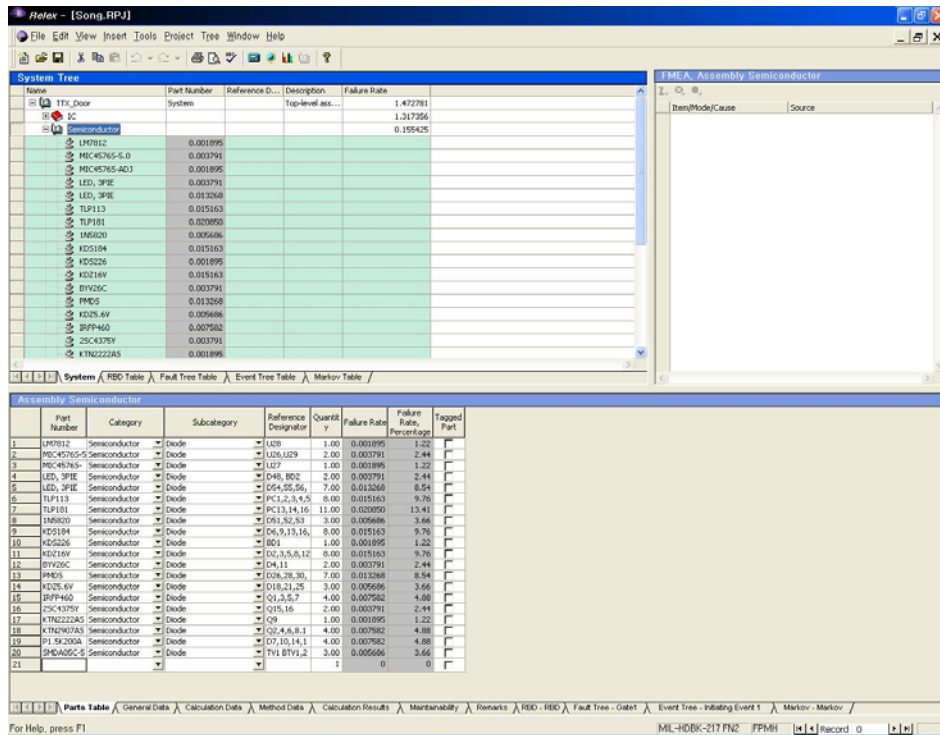 Relex - [Song.RPJ]
File Edit View Insert Tools Project Tree Window Help
System Tree
Name Part Number Reference D... Description Failure Rate
TTX_Door System Top-level ass... 1.472781
IC 1.317356
Semiconductor 0.155425
LM7812 0.001895
MIC4576S-5.0 0.003791
MIC4576S-ADJ 0.001895
LED, 3PIE 0.003791
LED, 3PIE 0.013268
TLP113 0.015163
TLP181 0.020850
1N5820 0.005686
KDS184 0.015163
KDS226 0.001895
KDZ16V 0.015163
BYV26C 0.003791
PMDS 0.013268
KDZ5.6V 0.005686
IRFP460 0.007582
2SC4375Y 0.003791
KTN2222AS 0.001895
System RBD Table Fault Tree Table Event Tree Table Markov Table
FMEA, Assembly Semiconductor
Item/Mode/Cause Source
Assembly Semiconductor
Part Number Category Subcategory Reference Designator Quantity Failure Rate Failure Rate, Percentage Tagged Part
1 LM7812 Semiconductor Diode U28 1.00 0.001895 1.22
2 MIC4576S-5 Semiconductor Diode U26,U29 2.00 0.003791 2.44
3 MIC4576S- Semiconductor Diode U27 1.00 0.001895 1.22
4 LED, 3PIE Semiconductor Diode D48, BD2 2.00 0.003791 2.44
5 LED, 3PIE Semiconductor Diode D54,55,56, 7.00 0.013268 8.54
6 TLP113 Semiconductor Diode PC1,2,3,4,5 8.00 0.015163 9.76
7 TLP181 Semiconductor Diode PC13,14,16 11.00 0.020850 13.41
8 1N5820 Semiconductor Diode D51,52,53 3.00 0.005686 3.66
9 KDS184 Semiconductor Diode D6,9,13,16, 8.00 0.015163 9.76
10 KDS226 Semiconductor Diode BD1 1.00 0.001895 1.22
11 KDZ16V Semiconductor Diode D2,3,5,8,12 8.00 0.015163 9.76
12 BYV26C Semiconductor Diode D4,11 2.00 0.003791 2.44
13 PMDS Semiconductor Diode D26,28,30, 7.00 0.013268 8.54
14 KDZ5.6V Semiconductor Diode D18,21,25 3.00 0.005686 3.66
15 IRFP460 Semiconductor Diode Q1,3,5,7 4.00 0.007582 4.88
16 2SC4375Y Semiconductor Diode Q15,16 2.00 0.003791 2.44
17 KTN2222AS Semiconductor Diode Q9 1.00 0.001895 1.22
18 KTN2907AS Semiconductor Diode Q2,4,6,8.1 4.00 0.007582 4.88
19 P1.5K200A Semiconductor Diode D7,10,14,1 4.00 0.007582 4.88
20 SMDA05C-5 Semiconductor Diode TV1 BTV1,2 3.00 0.005686 3.66
21 1 0 0
Parts Table General Data Calculation Data Method Data Calculation Results Maintainability Remarks RBD - RBD Fault Tree - Gate1 Event Tree - Initiating Event 1 Markov - Markov
For Help, press F1 MIL-HDBK-217 FN2 FPMH Record 0